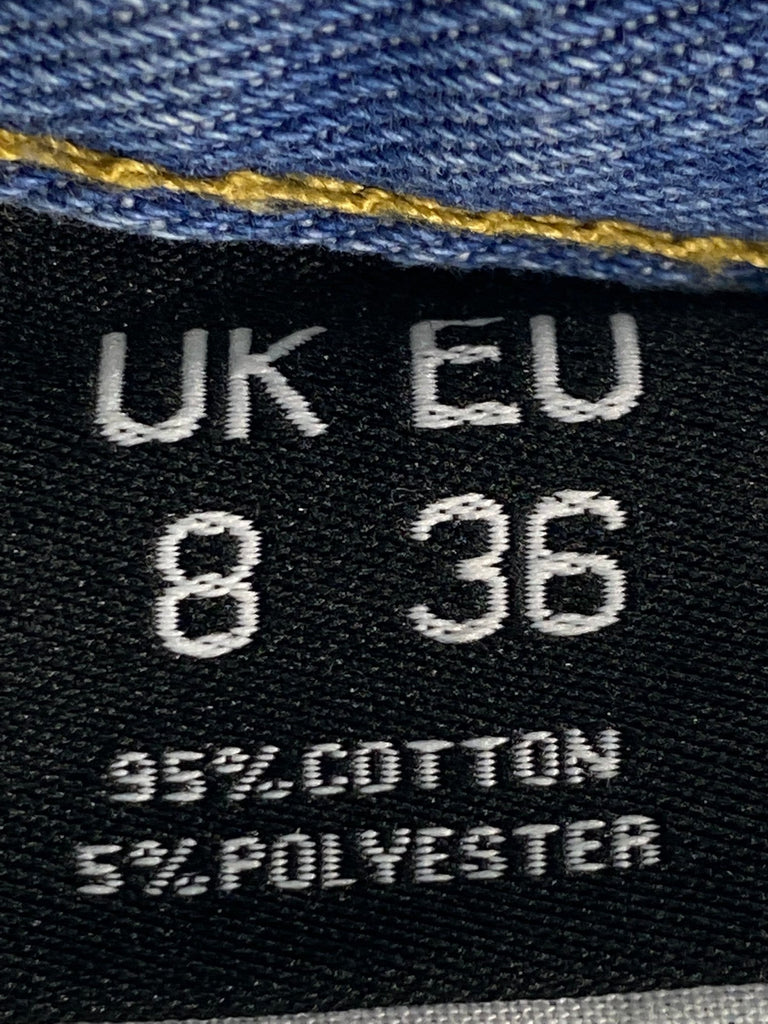 UK EU
8 36
95% COTTON
5% POLYESTER